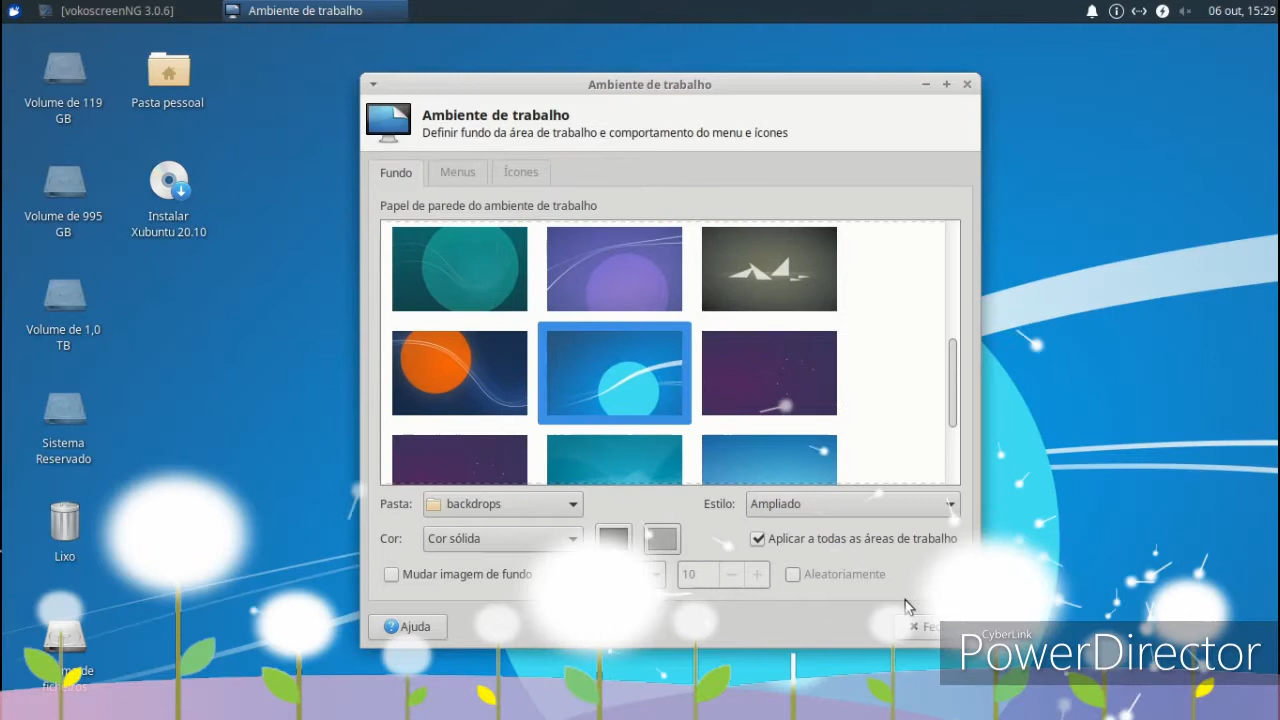 [vokoscreenNG 3.0.6]
Ambiente de trabalho
06 out, 15:29
Volume de 119
GB
Pasta pessoal
Volume de 995
GB
Instalar
Xubuntu 20.10
Volume de 1,0
TB
Sistema
Reservado
Lixo
de
Ambiente de trabalho
Ambiente de trabalho
Definir fundo da área de trabalho e comportamento do menu e ícones
Fundo
Menus
Ícones
Papel de parede do ambiente de trabalho
Pasta:
backdrops
Estilo:
Ampliado
Cor:
Cor sólida
Aplicar a todas as áreas de trabalho
Mudar imagem de fundo
10
Aleatoriamente
Ajuda
CyberLink
PowerDirector